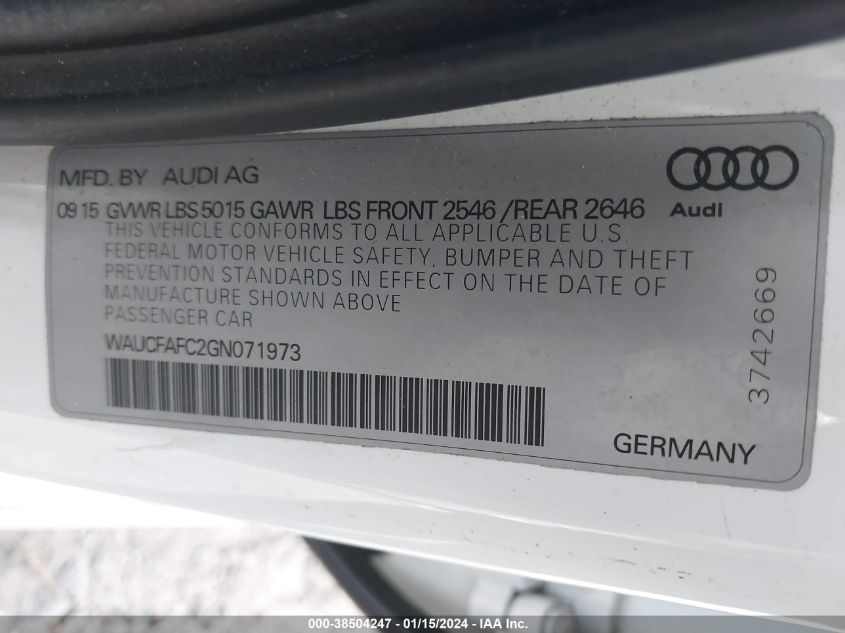 MFD. BY AUDI AG
09 15 GVWR LBS 5015 GAWR LBS FRONT 2546 /REAR 2646
Audi
THIS VEHICLE CONFORMS TO ALL APPLICABLE U.S.
FEDERAL MOTOR VEHICLE SAFETY, BUMPER AND THEFT
PREVENTION STANDARDS IN EFFECT ON THE DATE OF
MANUFACTURE SHOWN ABOVE
PASSENGER CAR
WAUCFAFC2GN071973
3742669
GERMANY
000-38504247 - 01/15/2024 - IAA Inc.